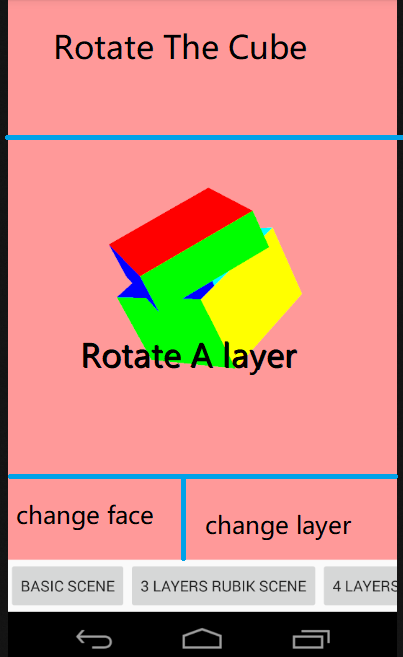 Rotate The Cube
Rotate A layer
change face
change layer
BASIC SCENE
3 LAYERS RUBIK SCENE
4 LAYERS